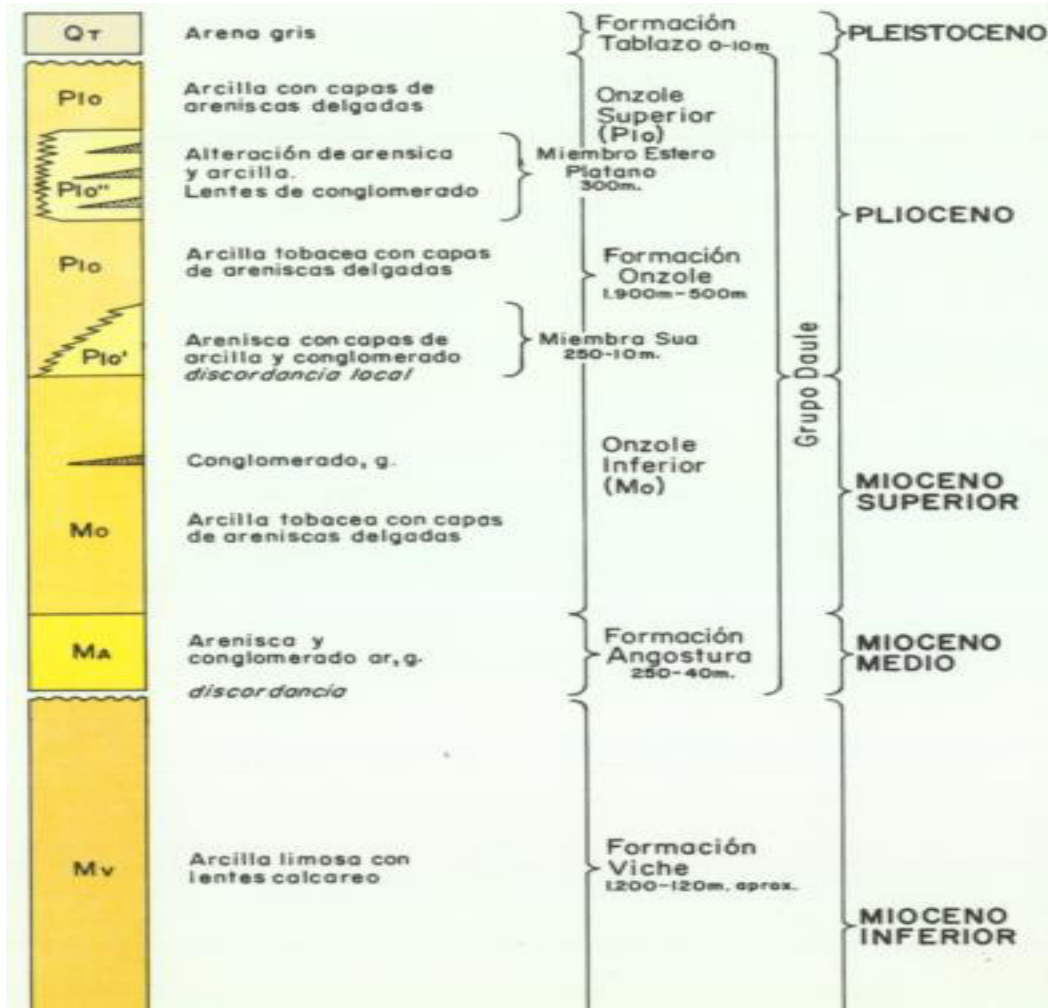 QT
Arena gris
Formación
Tablazo 0-10m
PLEISTOCENO
Plo
Arcilla con capas de
areniscas delgadas
Onzole
Superior
(Plo)
Plo"
Alteración de arensica
y arcilla.
Lentes de conglomerado
Miembro Estero
Platano
300m.
PLIOCENO
Plo
Arcilla tobacea con capas
de areniscas delgadas
Formación
Onzole
1.900m-500m
Plo'
Arenisca con capas de
arcilla y conglomerado
discordancia local
Miembra Sua
250-10m.
Grupo Daule
Conglomerado, g.
Onzole
Inferior
(Mo)
MIOCENO
SUPERIOR
Mo
Arcilla tobacea con capas
de areniscas delgadas
MA
Arenisca y
conglomerado ar, g.
discordancia
Formación
Angostura
250-40m.
MIOCENO
MEDIO
Mv
Arcilla limosa con
lentes calcareo
Formación
Viche
1.200-120m, aprox.
MIOCENO
INFERIOR